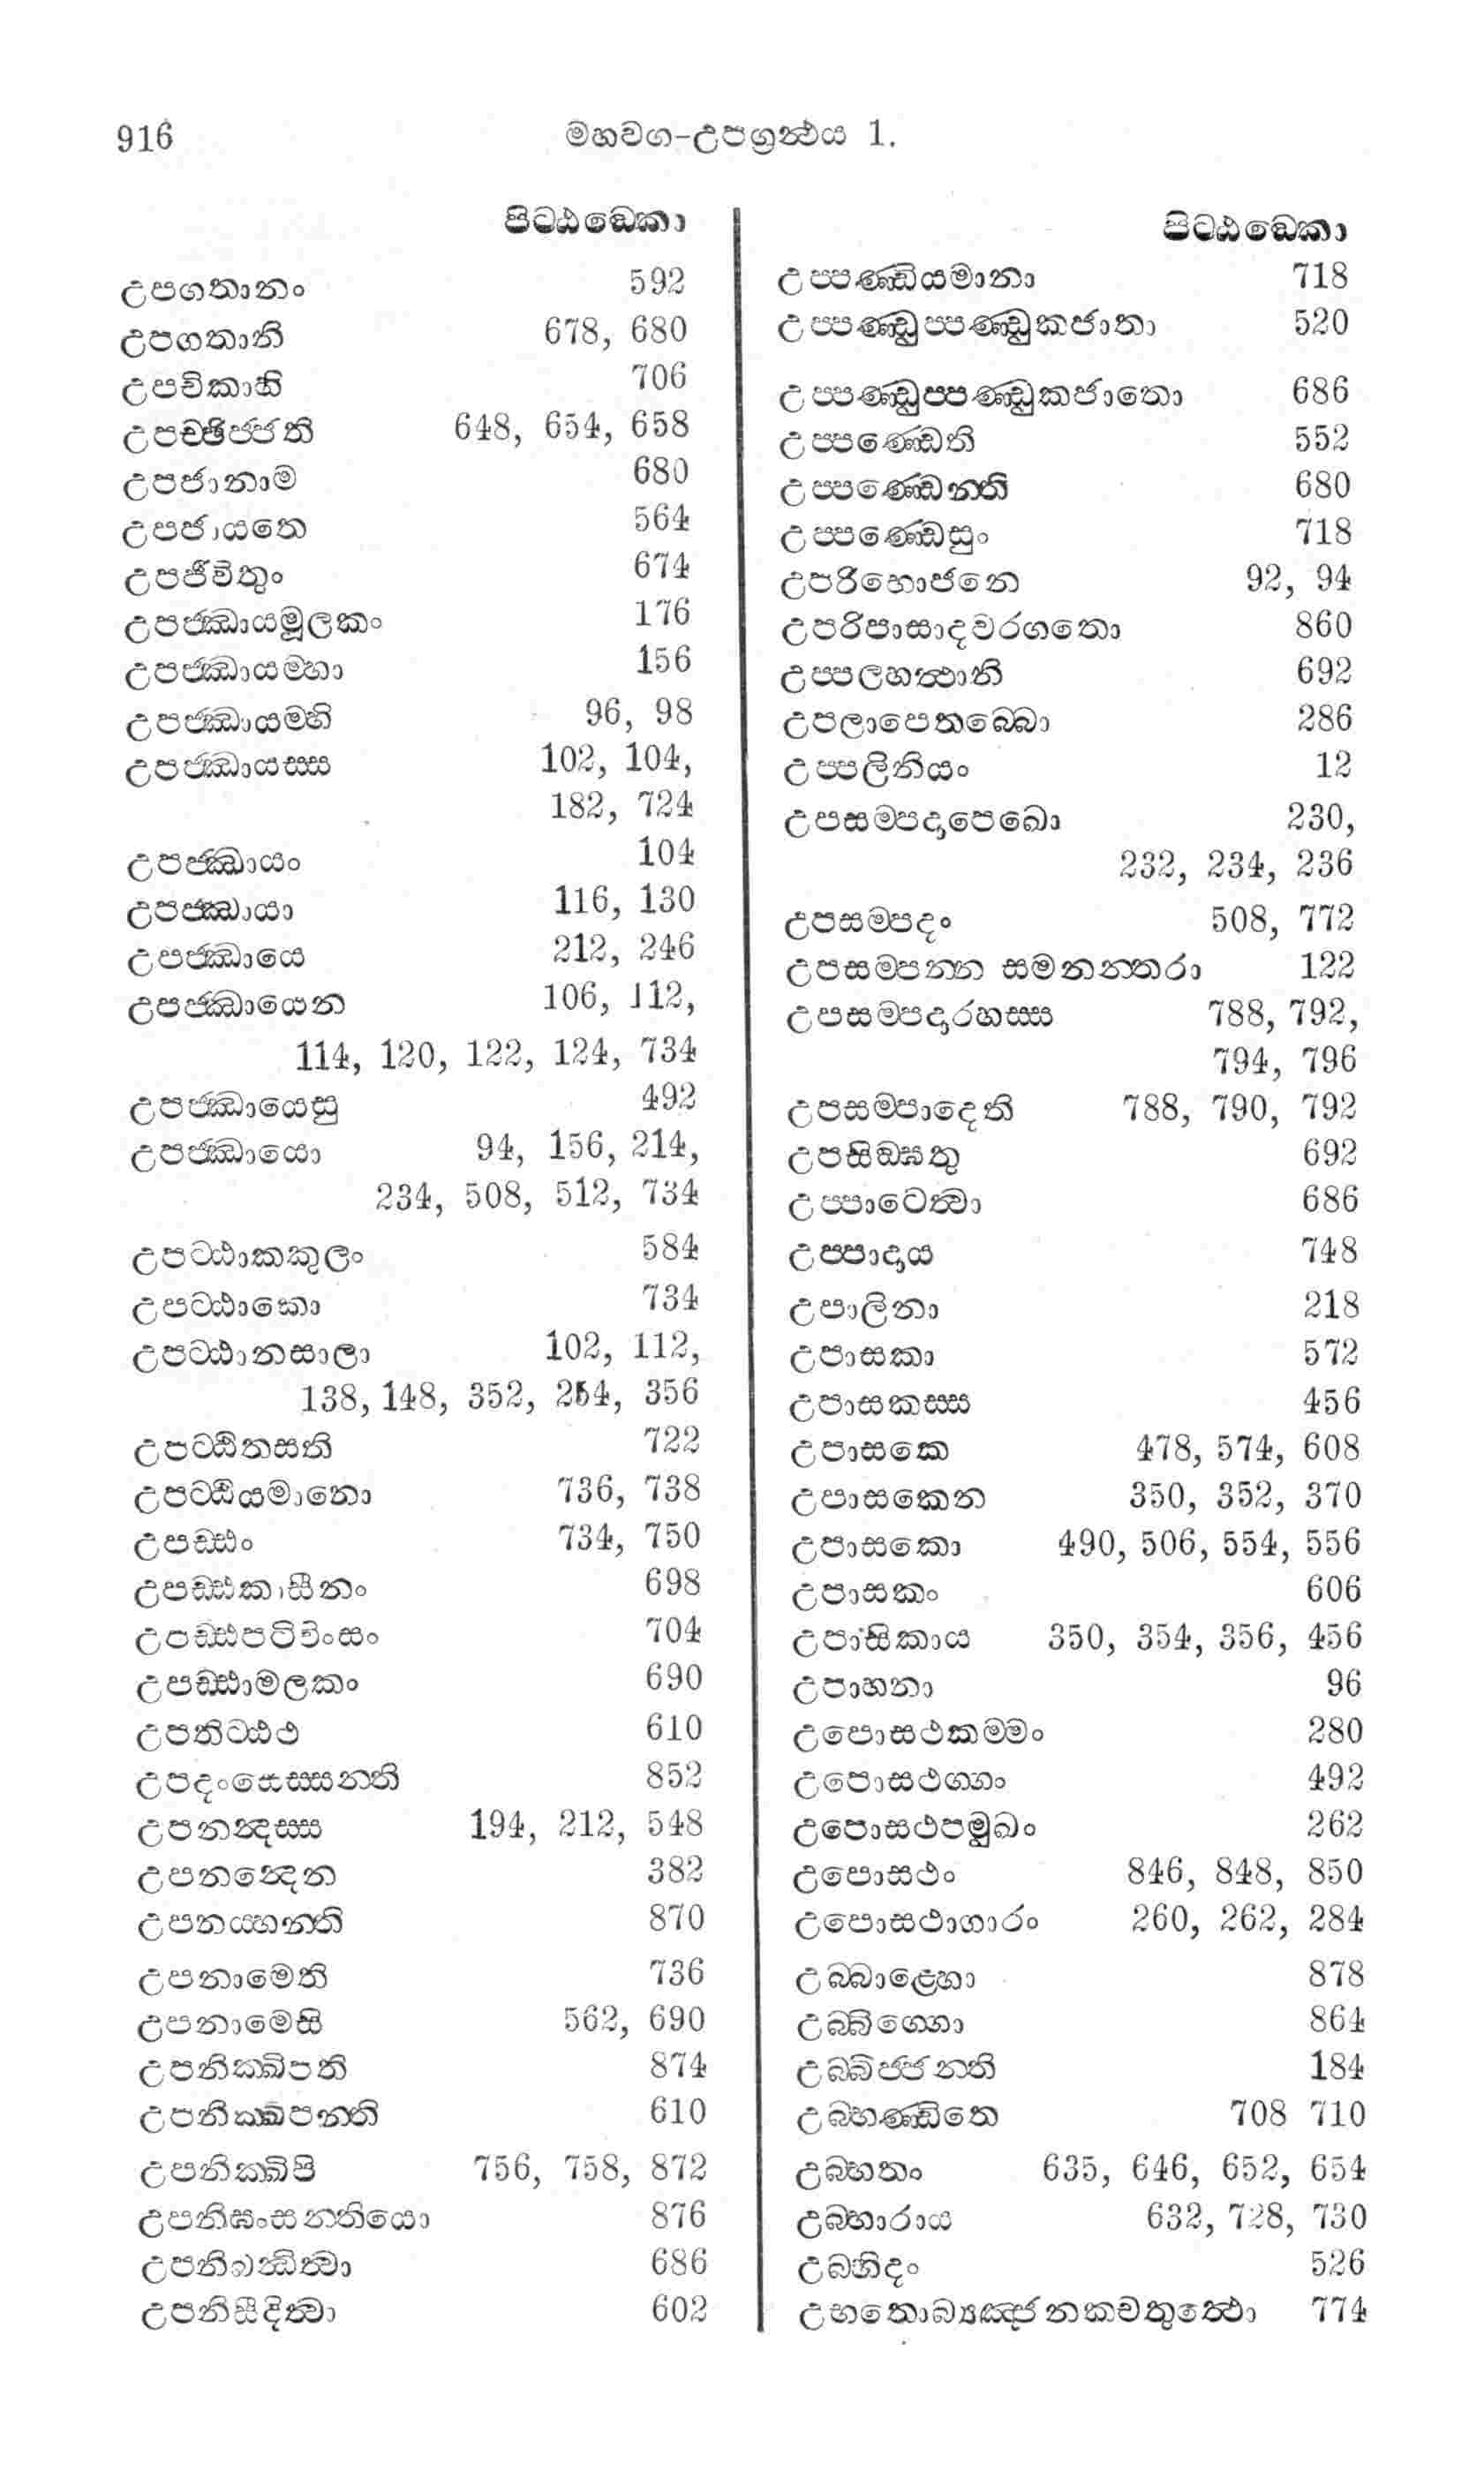 916 මහවග-උපග්‍රන්‍ථය 1.
පිට්ඨඞෙකා
උපගතානං 592
උපගතානි 678, 680
උපචිකාහි 706
උපච්ඡිජ්ජති 648, 654, 658
උපජානාම 680
උපජායතෙ 564
උපජීවිතුං 674
උපජ්ඣායමූලකං 176
උපජ්ඣායම්හා 156
උපජ්ඣායම්හි 96, 98
උපජ්ඣායස්ස 102, 104,
182, 724
උපජ්ඣායං 104
උපජ්ඣායා 116, 130
උපජ්ඣායෙ 212, 246
උපජ්ඣායෙන 106, 112,
114, 120, 122, 124, 734
උපජ්ඣායෙසු 492
උපජ්ඣායො 94, 156, 214,
234, 508, 512, 734
උපට්ඨාකකුලං 584
උපට්ඨාකො 734
උපට්ඨානසාලා 102, 112,
138, 148, 352, 254, 356
උපට්ඨිතසති 722
උපට්ඨියමානො 736, 738
උපඩ්ඪං 734, 750
උපඩ්ඪකාසීනං 698
උපඩ්ඪපටිවිංසං 704
උපඩ්ඪාමලකං 690
උපතිට්ඨථ 610
උපදංසෙස්සන්ති 852
උපනන්‍දස්ස 194, 212, 548
උපනන්‍දෙන 382
උපනය්හන්ති 870
උපනාමෙති 736
උපනාමෙසි 562, 690
උපනික්ඛිපති 874
උපනික්ඛිපන්ති 610
උපනික්ඛිපි 756, 758, 872
උපනිඝංසන්තියො 876
උපනිබන්‍ධිත්‍වා 686
උපනිසීදිත්‍වා 602
පිට්ඨඞෙකා
උප්පණ්ඩියමානා 718
උප්පණ්ඩුප්පණ්ඩුකජාතා 520
උප්පණ්ඩුප්පණ්ඩුකජාතො 686
උප්පණ්ඩෙති 552
උප්පණ්ඩෙන්ති 680
උප්පණ්ඩෙසුං 718
උපරිභොජනෙ 92, 94
උපරිපාසාදවරගතො 860
උප්පලහත්‍ථානි 692
උපලාපෙතබ්බො 286
උප්පලිනියං 12
උපසම්පදාපෙඛො 230,
232, 234, 236
උපසම්පදං 508, 772
උපසම්පන්න සමනන්තරා 122
උපසම්පදාරහස්ස 788, 792,
794, 796
උපසම්පාදෙති 788, 790, 792
උපසිඞ්ඝතු 692
උප්පාටෙත්‍වා 686
උප්පාදාය 748
උපාලිනා 218
උපාසකා 572
උපාසකස්ස 456
උපාසකෙ 478, 574, 608
උපාසකෙන 350, 352, 370
උපාසකො 490, 506, 554, 556
උපාසකං 606
උපාසිකාය 350, 354, 356, 456
උපාහනා 96
උපොසථකම්මං 280
උපොසථග්ගං 492
උපොසථපමුඛං 262
උපොසථං 846, 848, 850
උපොසථාගාරං 260, 262, 284
උබ්බාළ්හො 878
උබ්බිග්ගො 864
උබ්බිජ්ජන්ති 184
උබ්භණ්ඩිතෙ 708 710
උබ්භතං 635, 646, 652, 654
උබ්භාරාය 632, 728, 730
උබ්භිදං 526
උභතොබ්‍යඤ්ජනකචතුත්‍ථො 774